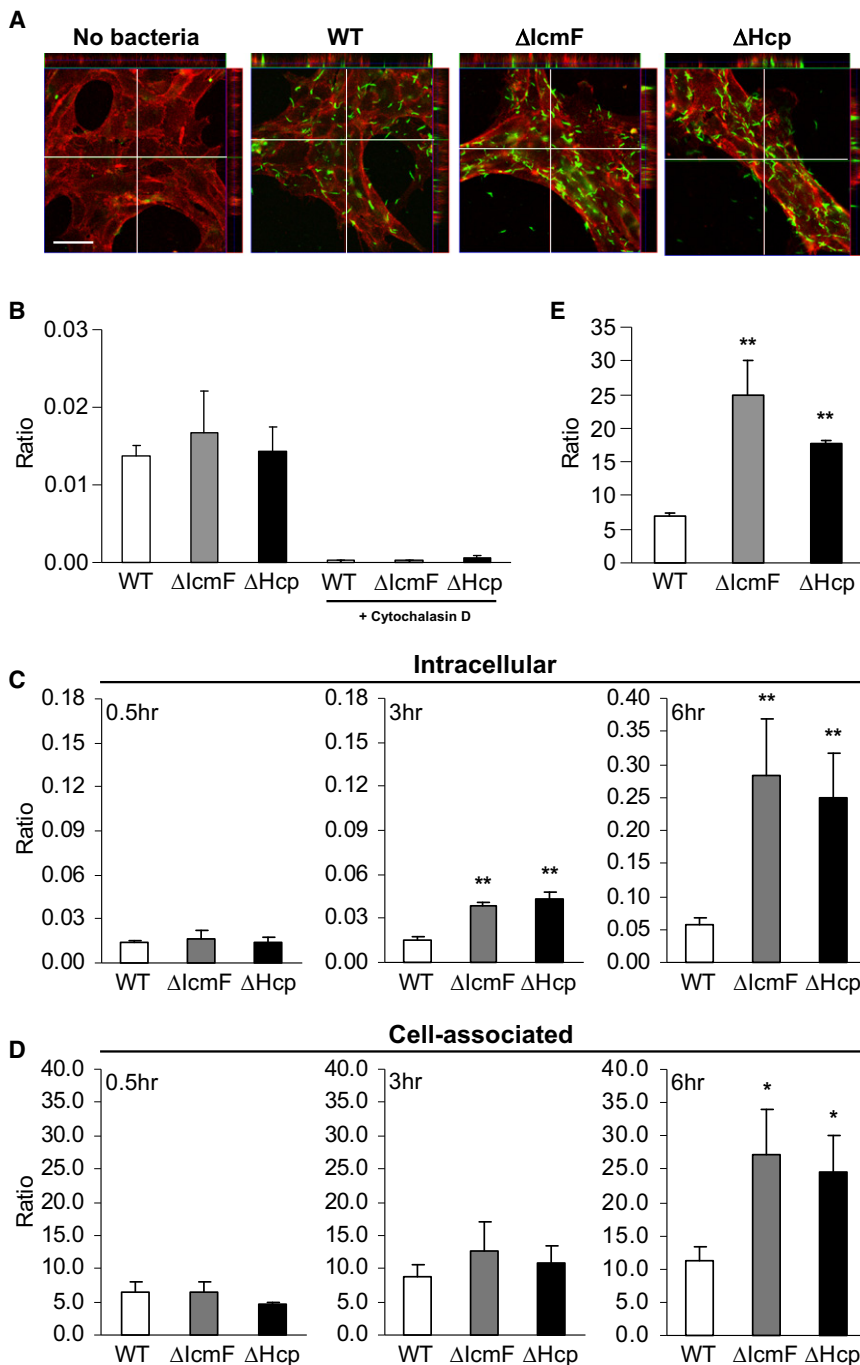 A
No bacteria
WT
ΔIcmF
ΔHcp
B
0.03
0.02
0.01
0.00
Ratio
WT
ΔIcmF
ΔHcp
WT
ΔIcmF
ΔHcp
+ Cytochalasin D
E
35
30
25
20
15
10
5
0
Ratio
**
**
WT
ΔIcmF
ΔHcp
C
Intracellular
0.18
0.15
0.12
0.09
0.06
0.03
0.00
Ratio
0.5hr
WT
ΔIcmF
ΔHcp
0.18
0.15
0.12
0.09
0.06
0.03
0.00
3hr
**
**
WT
ΔIcmF
ΔHcp
0.40
0.35
0.30
0.25
0.20
0.15
0.10
0.05
0.00
6hr
**
**
WT
ΔIcmF
ΔHcp
D
Cell-associated
40.0
35.0
30.0
25.0
20.0
15.0
10.0
5.0
0.0
Ratio
0.5hr
WT
ΔIcmF
ΔHcp
40.0
35.0
30.0
25.0
20.0
15.0
10.0
5.0
0.0
3hr
WT
ΔIcmF
ΔHcp
40.0
35.0
30.0
25.0
20.0
15.0
10.0
5.0
0.0
6hr
*
*
WT
ΔIcmF
ΔHcp